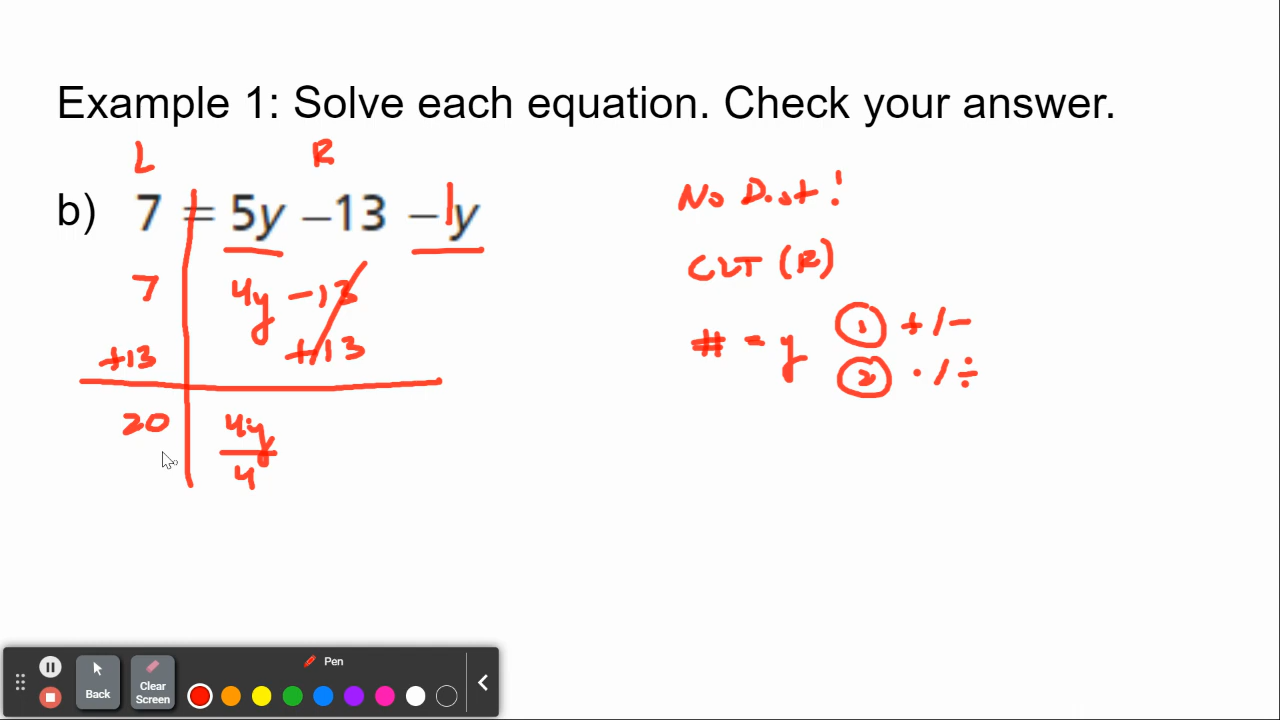 Example 1: Solve each equation. Check your answer.
L R
b) 7 = 5y – 13 – 1y
No Dist!
7 4y – 13
CLT (R)
+13 +13
# = y ① + / –
② · / ÷
20 4y
4
Pen
Back
Clear Screen